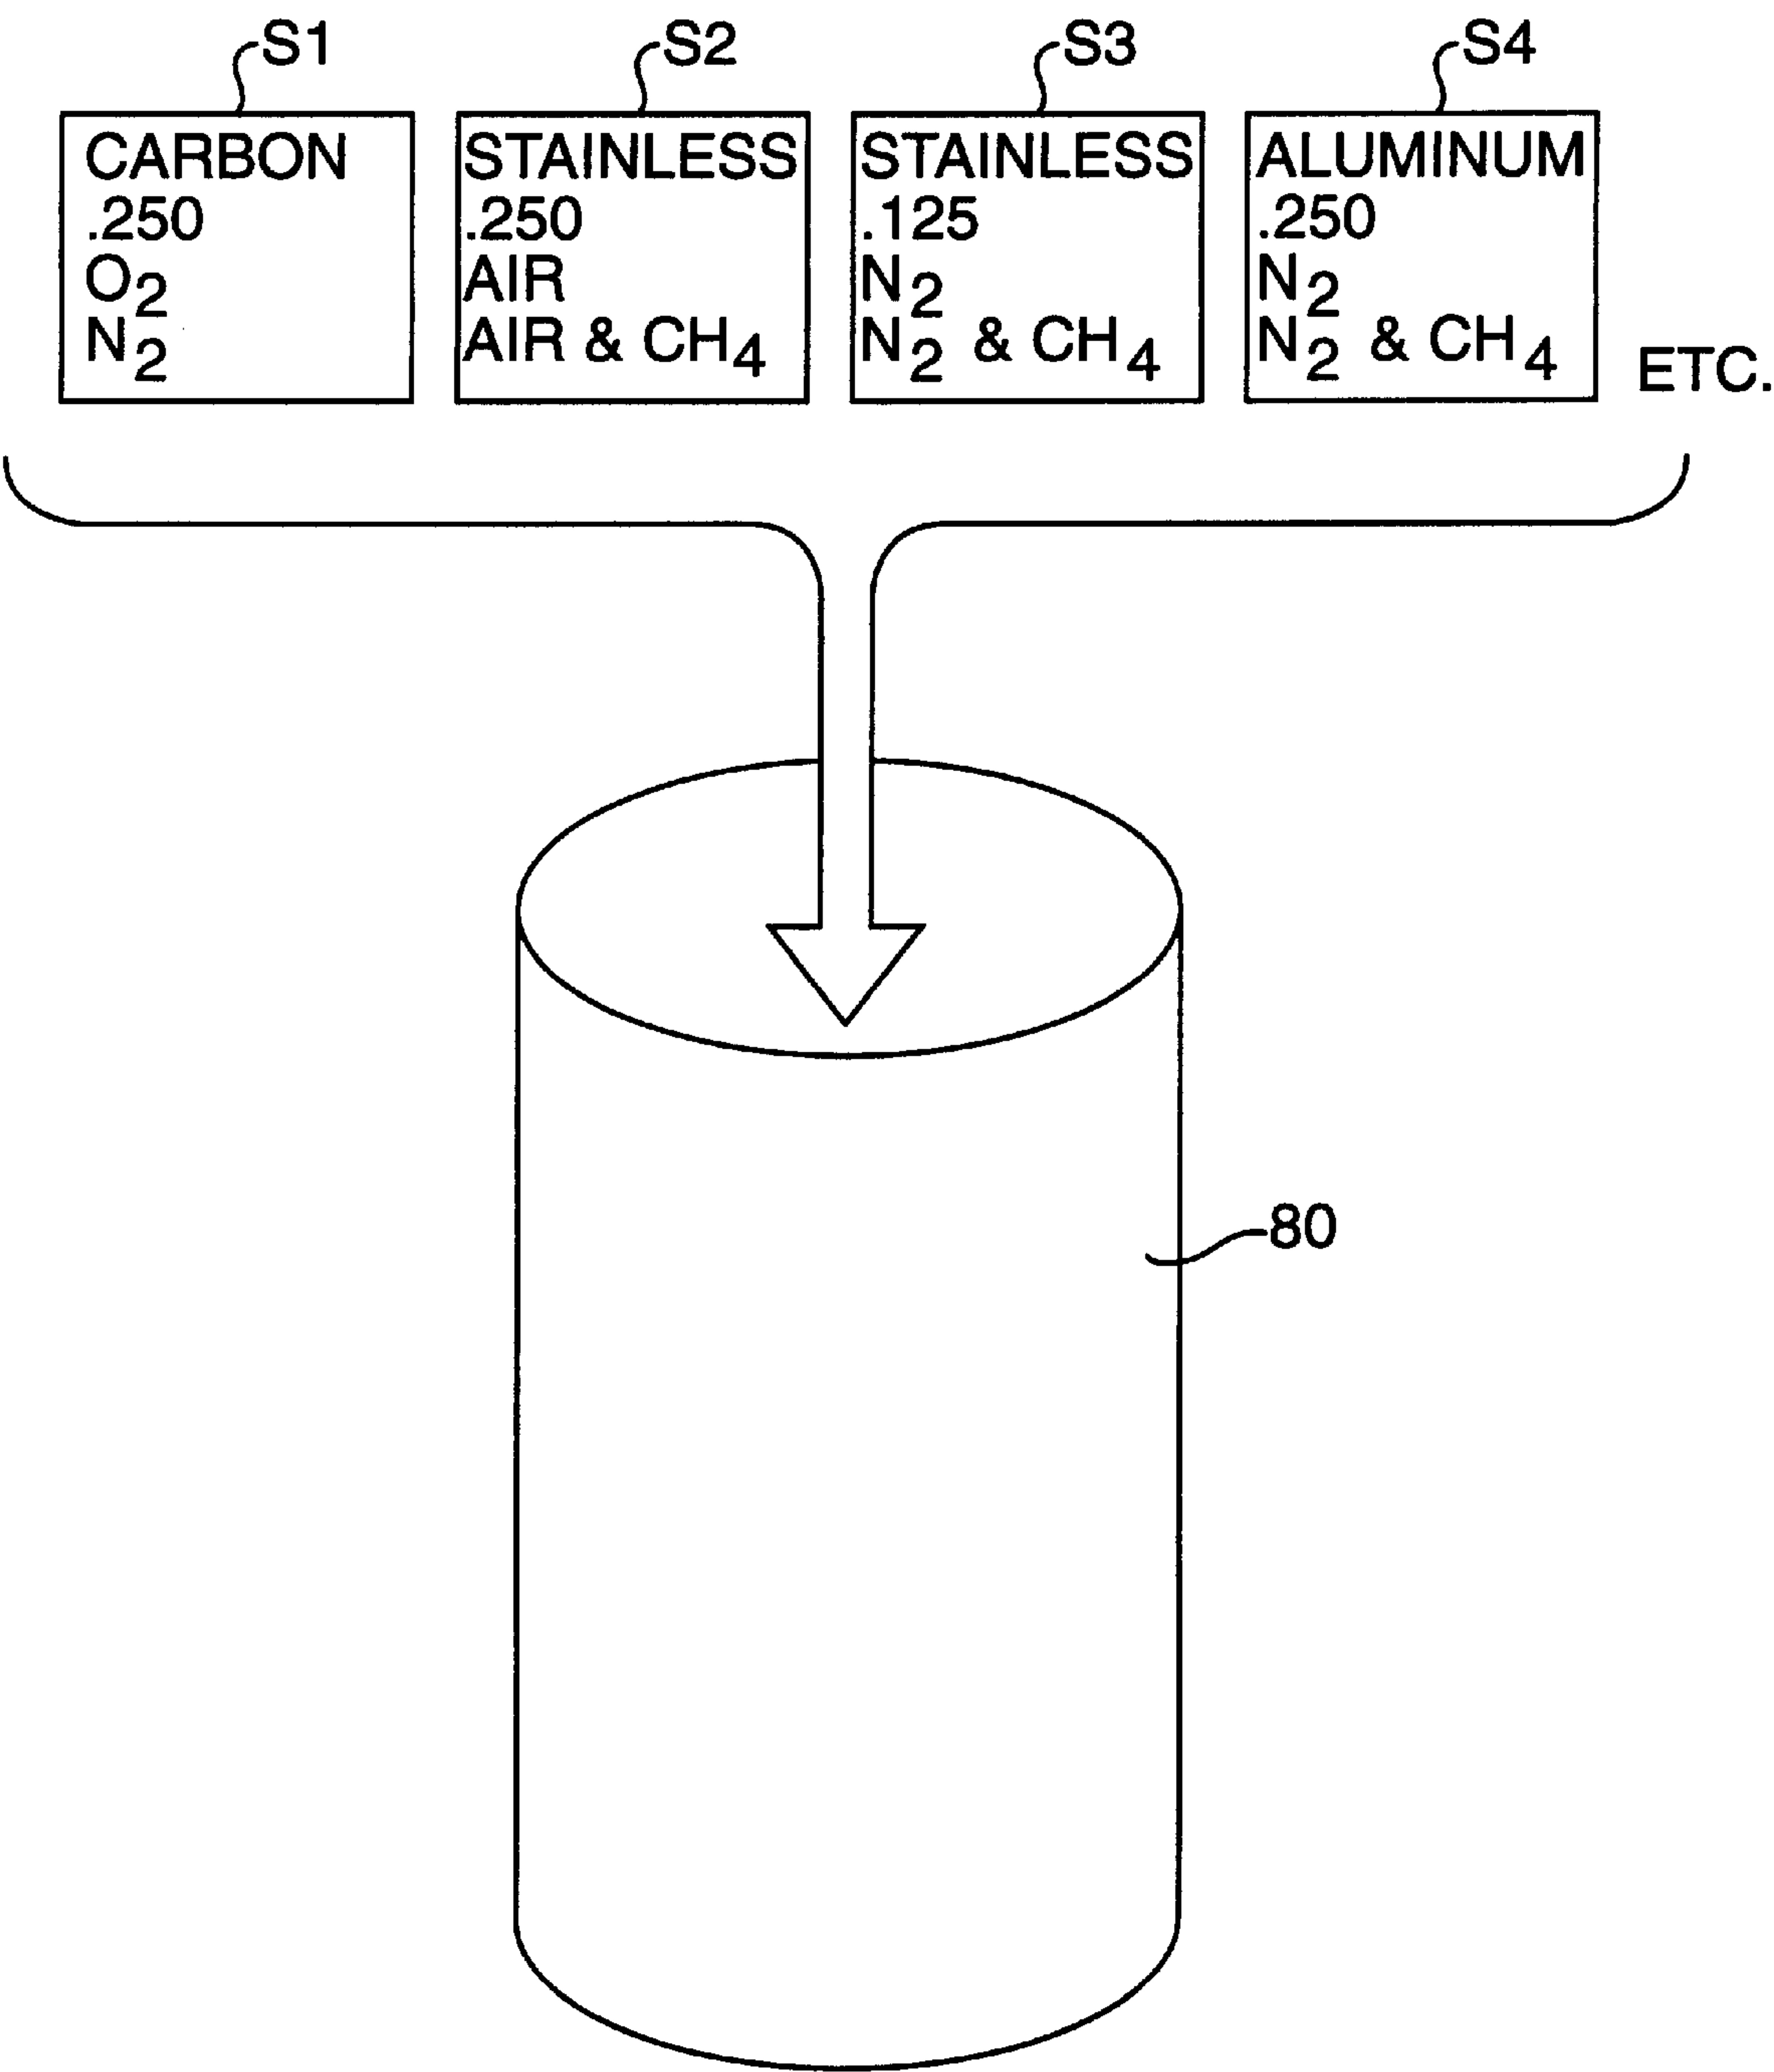 S1
S2
S3
S4
CARBON
.250
O2
N2
STAINLESS
.250
AIR
AIR & CH4
STAINLESS
.125
N2
N2 & CH4
ALUMINUM
.250
N2
N2 & CH4
ETC.
80